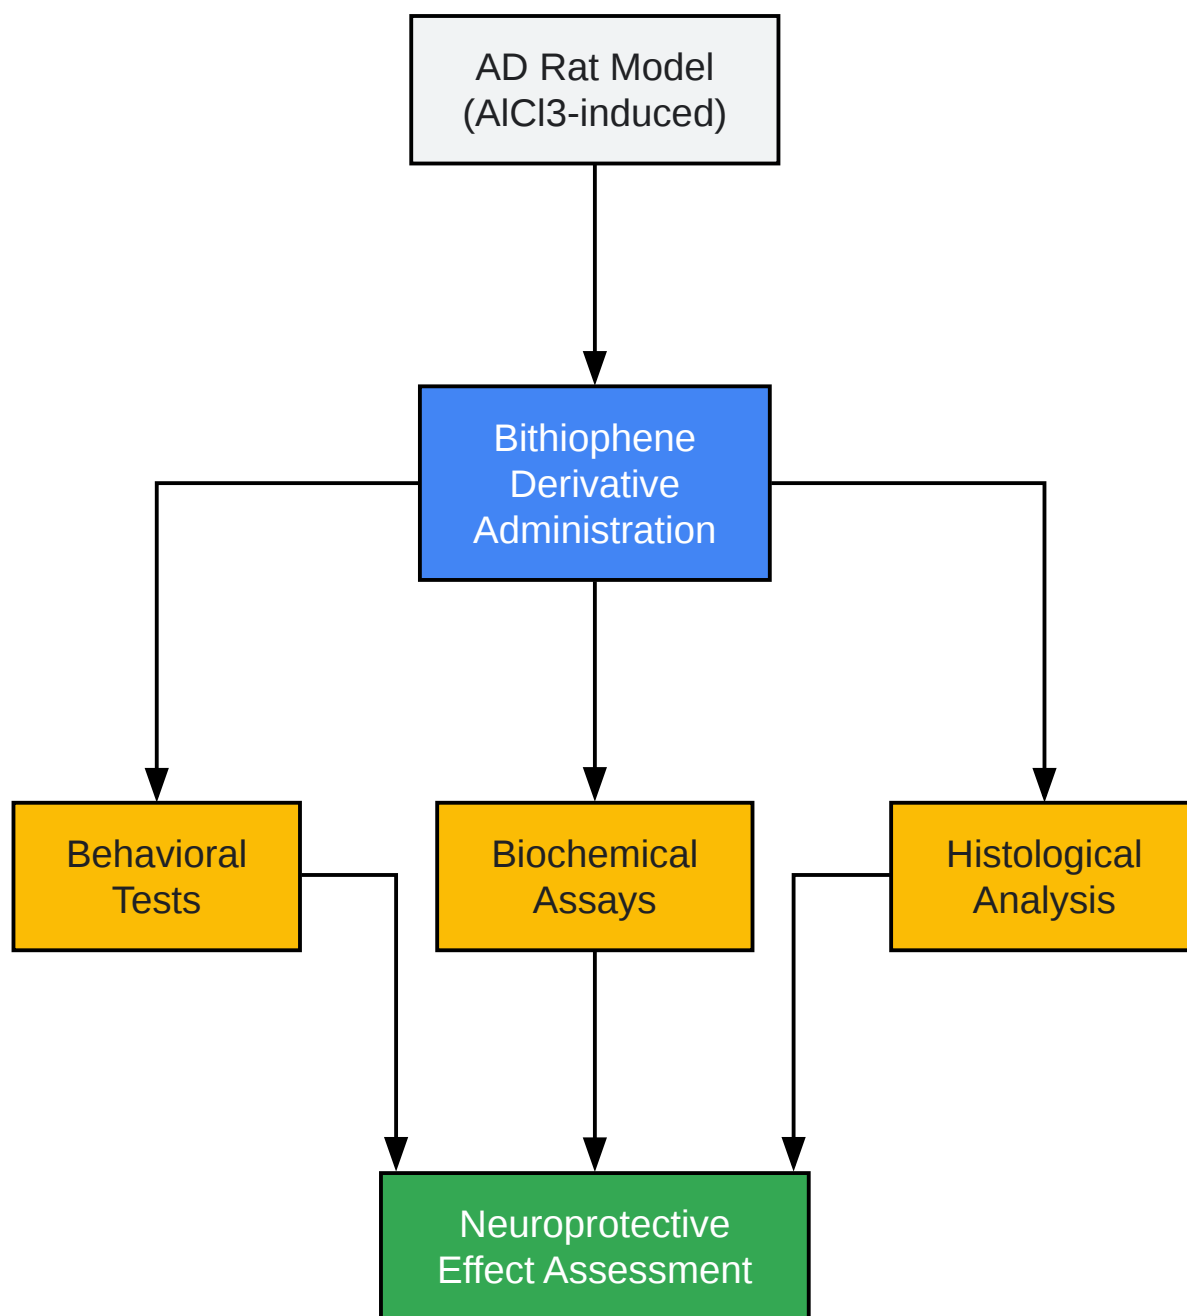 AD Rat Model
(AlCl3-induced)
Bithiophene
Derivative
Administration
Behavioral
Tests
Biochemical
Assays
Histological
Analysis
Neuroprotective
Effect Assessment